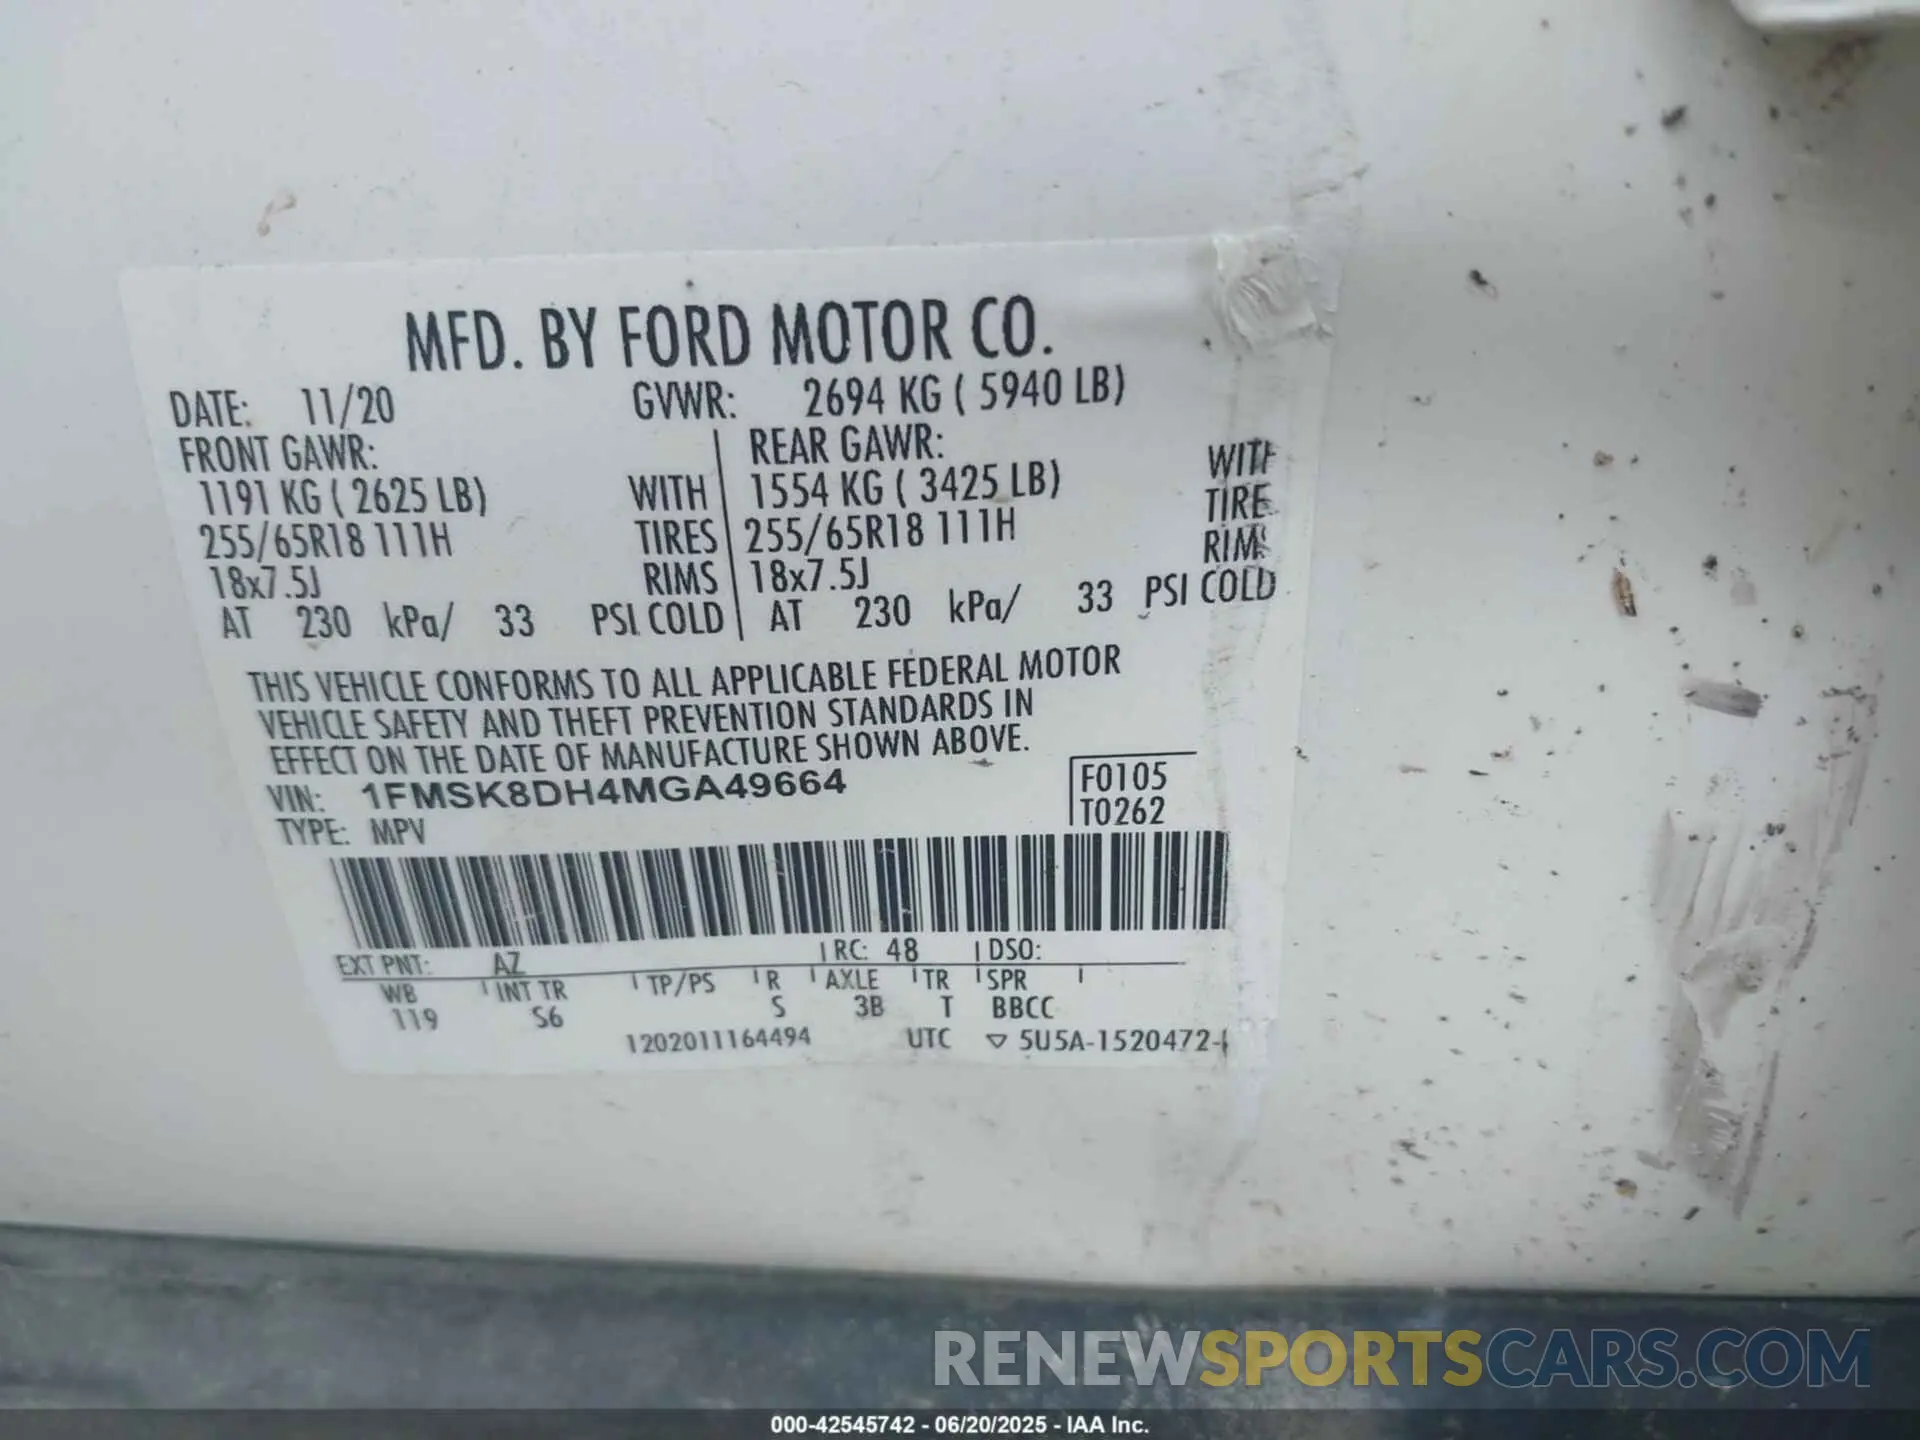 MFD. BY FORD MOTOR CO.
DATE: 11/20 GVWR: 2694 KG ( 5940 LB)
FRONT GAWR: REAR GAWR:
1191 KG ( 2625 LB) WITH 1554 KG ( 3425 LB) WITH
255/65R18 111H TIRES 255/65R18 111H TIRE
18x7.5J RIMS 18x7.5J RIMS
AT 230 kPa/ 33 PSI COLD AT 230 kPa/ 33 PSI COLD
THIS VEHICLE CONFORMS TO ALL APPLICABLE FEDERAL MOTOR
VEHICLE SAFETY AND THEFT PREVENTION STANDARDS IN
EFFECT ON THE DATE OF MANUFACTURE SHOWN ABOVE.
VIN: 1FMSK8DH4MGA49664 F0105
TYPE: MPV T0262
EXT PNT: AZ RC: 48 DSO:
WB INT TR TP/PS R AXLE TR SPR
119 S6 S 3B T BBCC
1202011164494 UTC ▽ 5U5A-1520472-
RENEWSPORTSCARS.COM
000-42545742 - 06/20/2025 - IAA Inc.